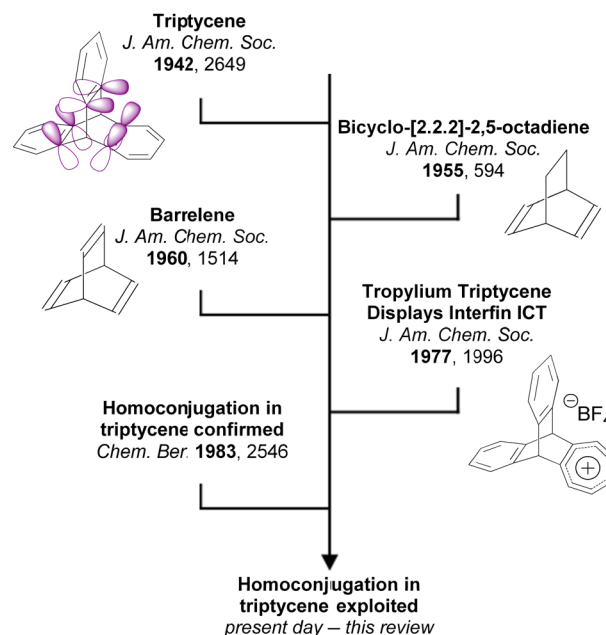 Triptycene
J. Am. Chem. Soc.
1942, 2649
Bicyclo-[2.2.2]-2,5-octadiene
J. Am. Chem. Soc.
1955, 594
Barrelene
J. Am. Chem. Soc.
1960, 1514
Tropylium Triptycene
Displays Interfin ICT
J. Am. Chem. Soc.
1977, 1996
⊖BF4
+
Homoconjugation in
triptycene confirmed
Chem. Ber. 1983, 2546
Homoconjugation in
triptycene exploited
present day – this review